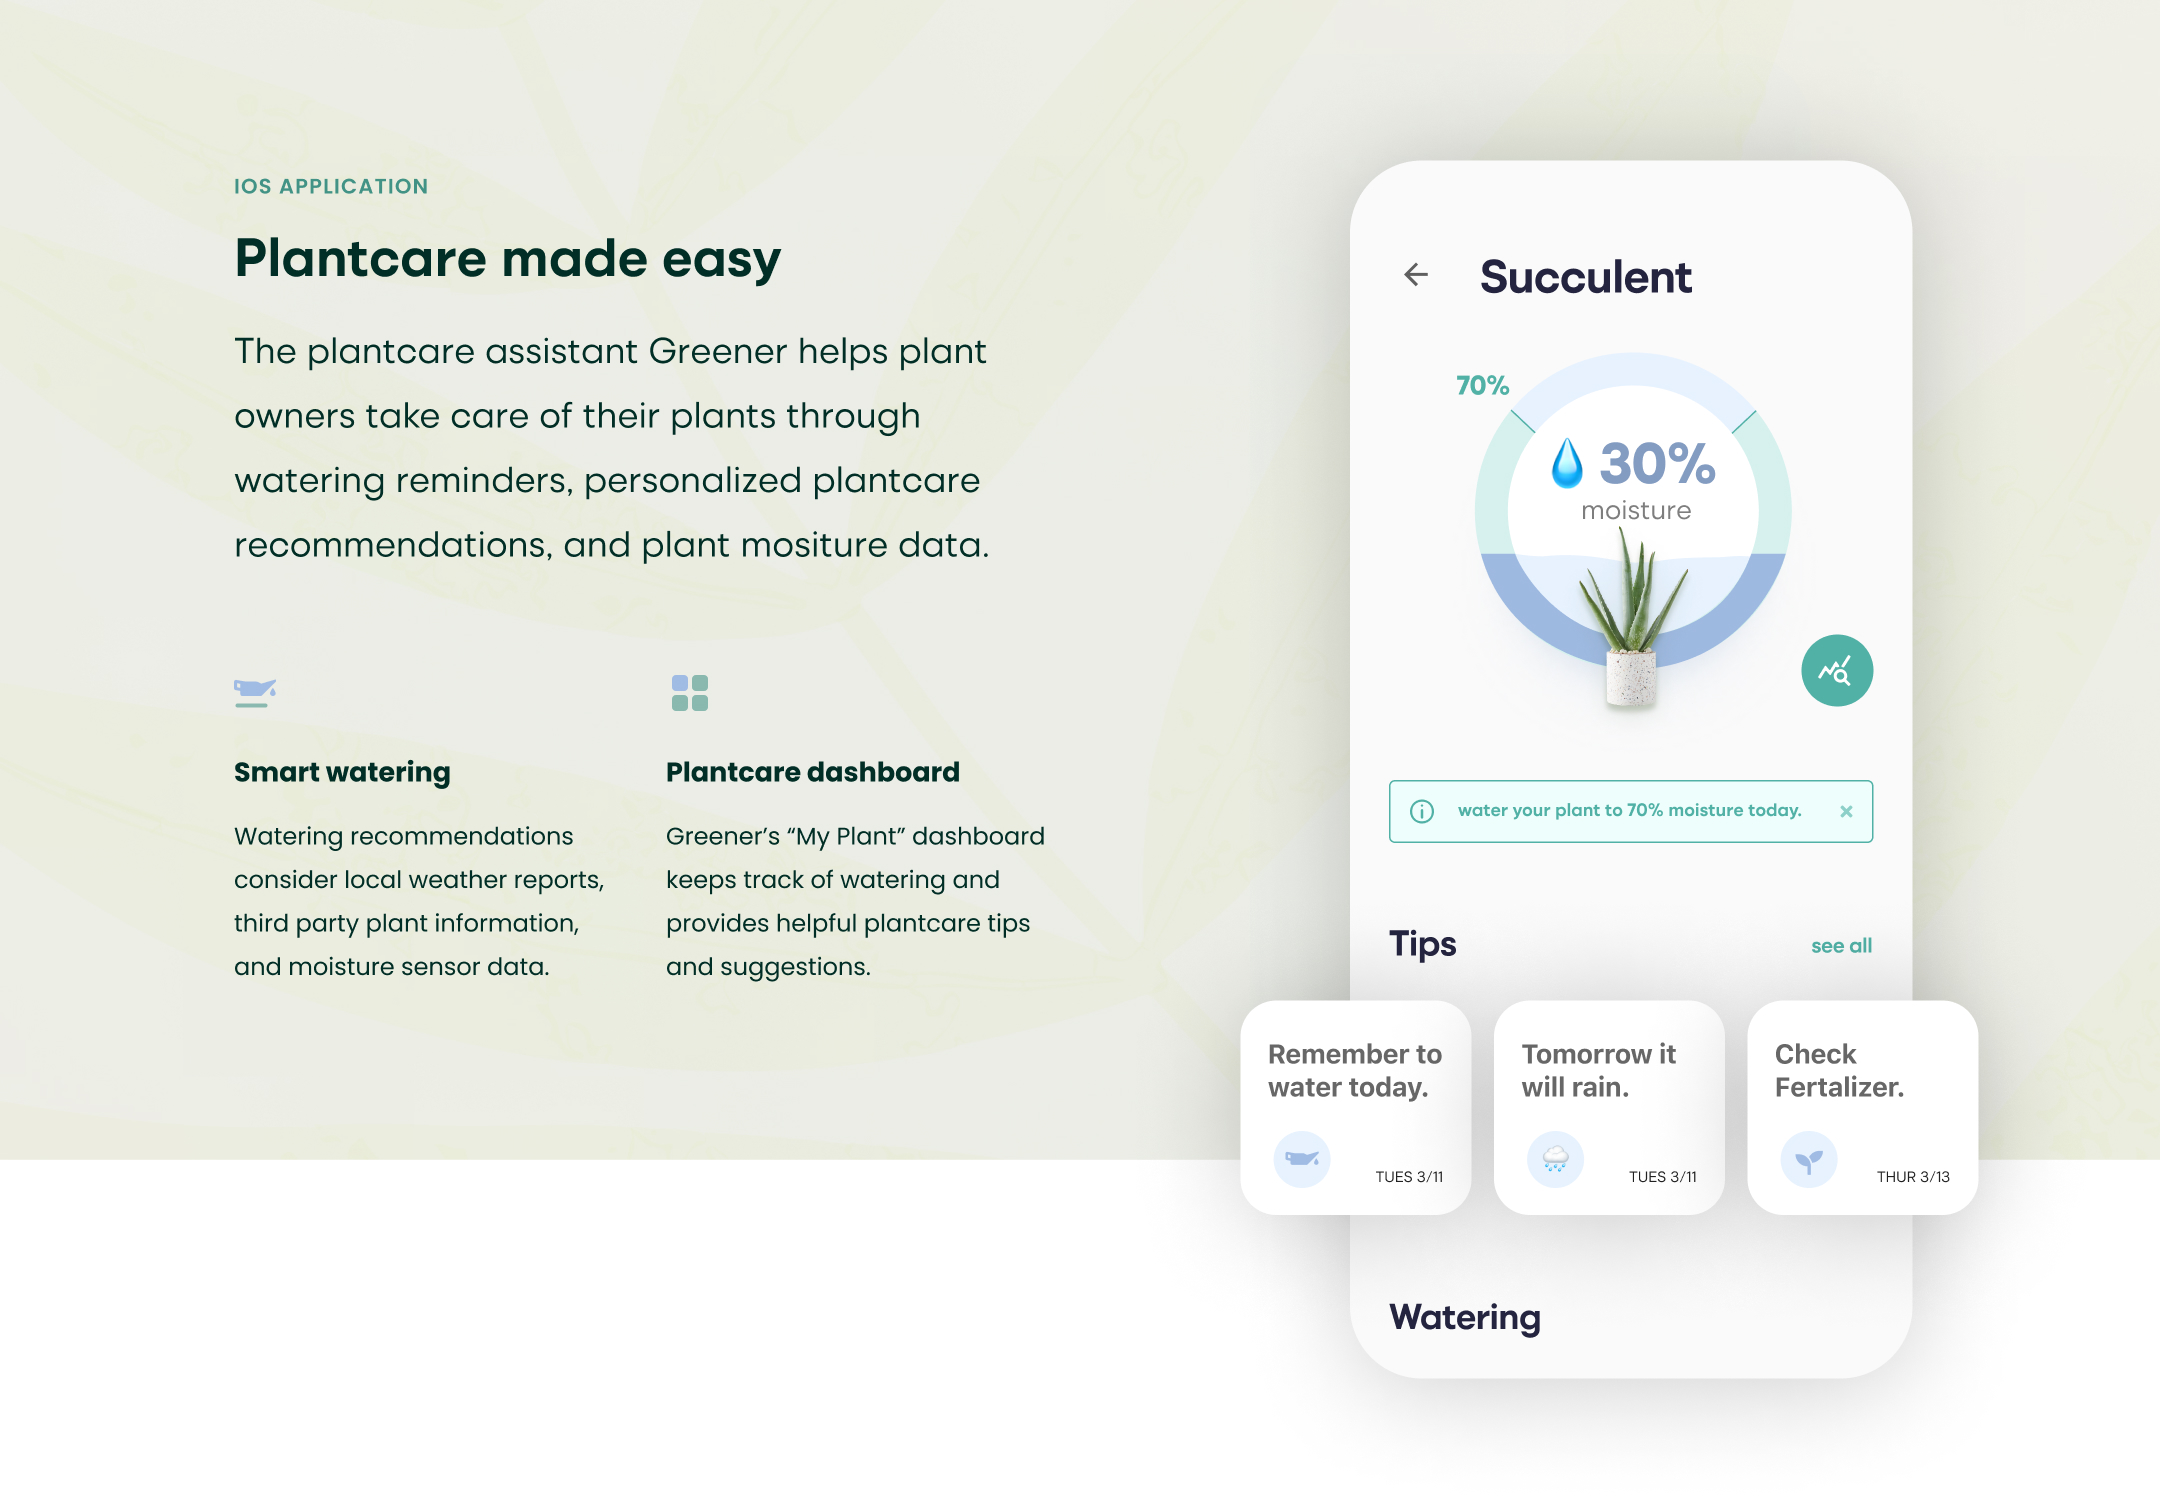 IOS APPLICATION
Plantcare made easy
The plantcare assistant Greener helps plant
owners take care of their plants through
watering reminders, personalized plantcare
recommendations, and plant mositure data.
Smart watering
Watering recommendations
consider local weather reports,
third party plant information,
and moisture sensor data.
Plantcare dashboard
Greener’s “My Plant” dashboard
keeps track of watering and
provides helpful plantcare tips
and suggestions.
Succulent
70%
30%
moisture
water your plant to 70% moisture today.
Tips
see all
Remember to
water today.
TUES 3/11
Tomorrow it
will rain.
TUES 3/11
Check
Fertalizer.
THUR 3/13
Watering